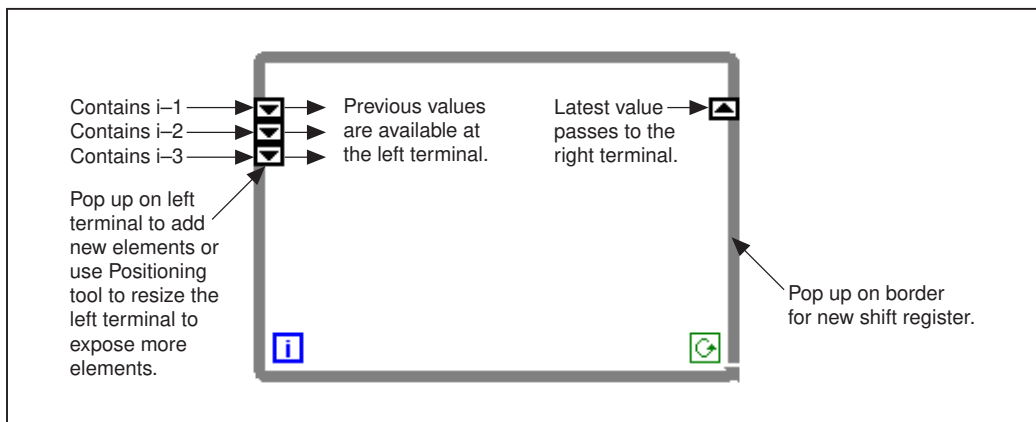 Contains i–1
Contains i–2
Contains i–3
Previous values
are available at
the left terminal.
Latest value
passes to the
right terminal.
Pop up on left
terminal to add
new elements or
use Positioning
tool to resize the
left terminal to
expose more
elements.
Pop up on border
for new shift register.
i